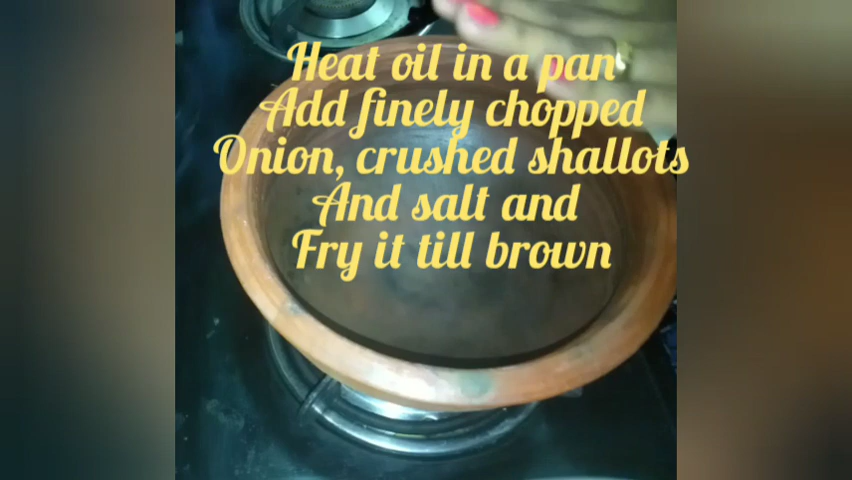 Heat oil in a pan
Add finely chopped
Onion, crushed shallots
And salt and
Fry it till brown